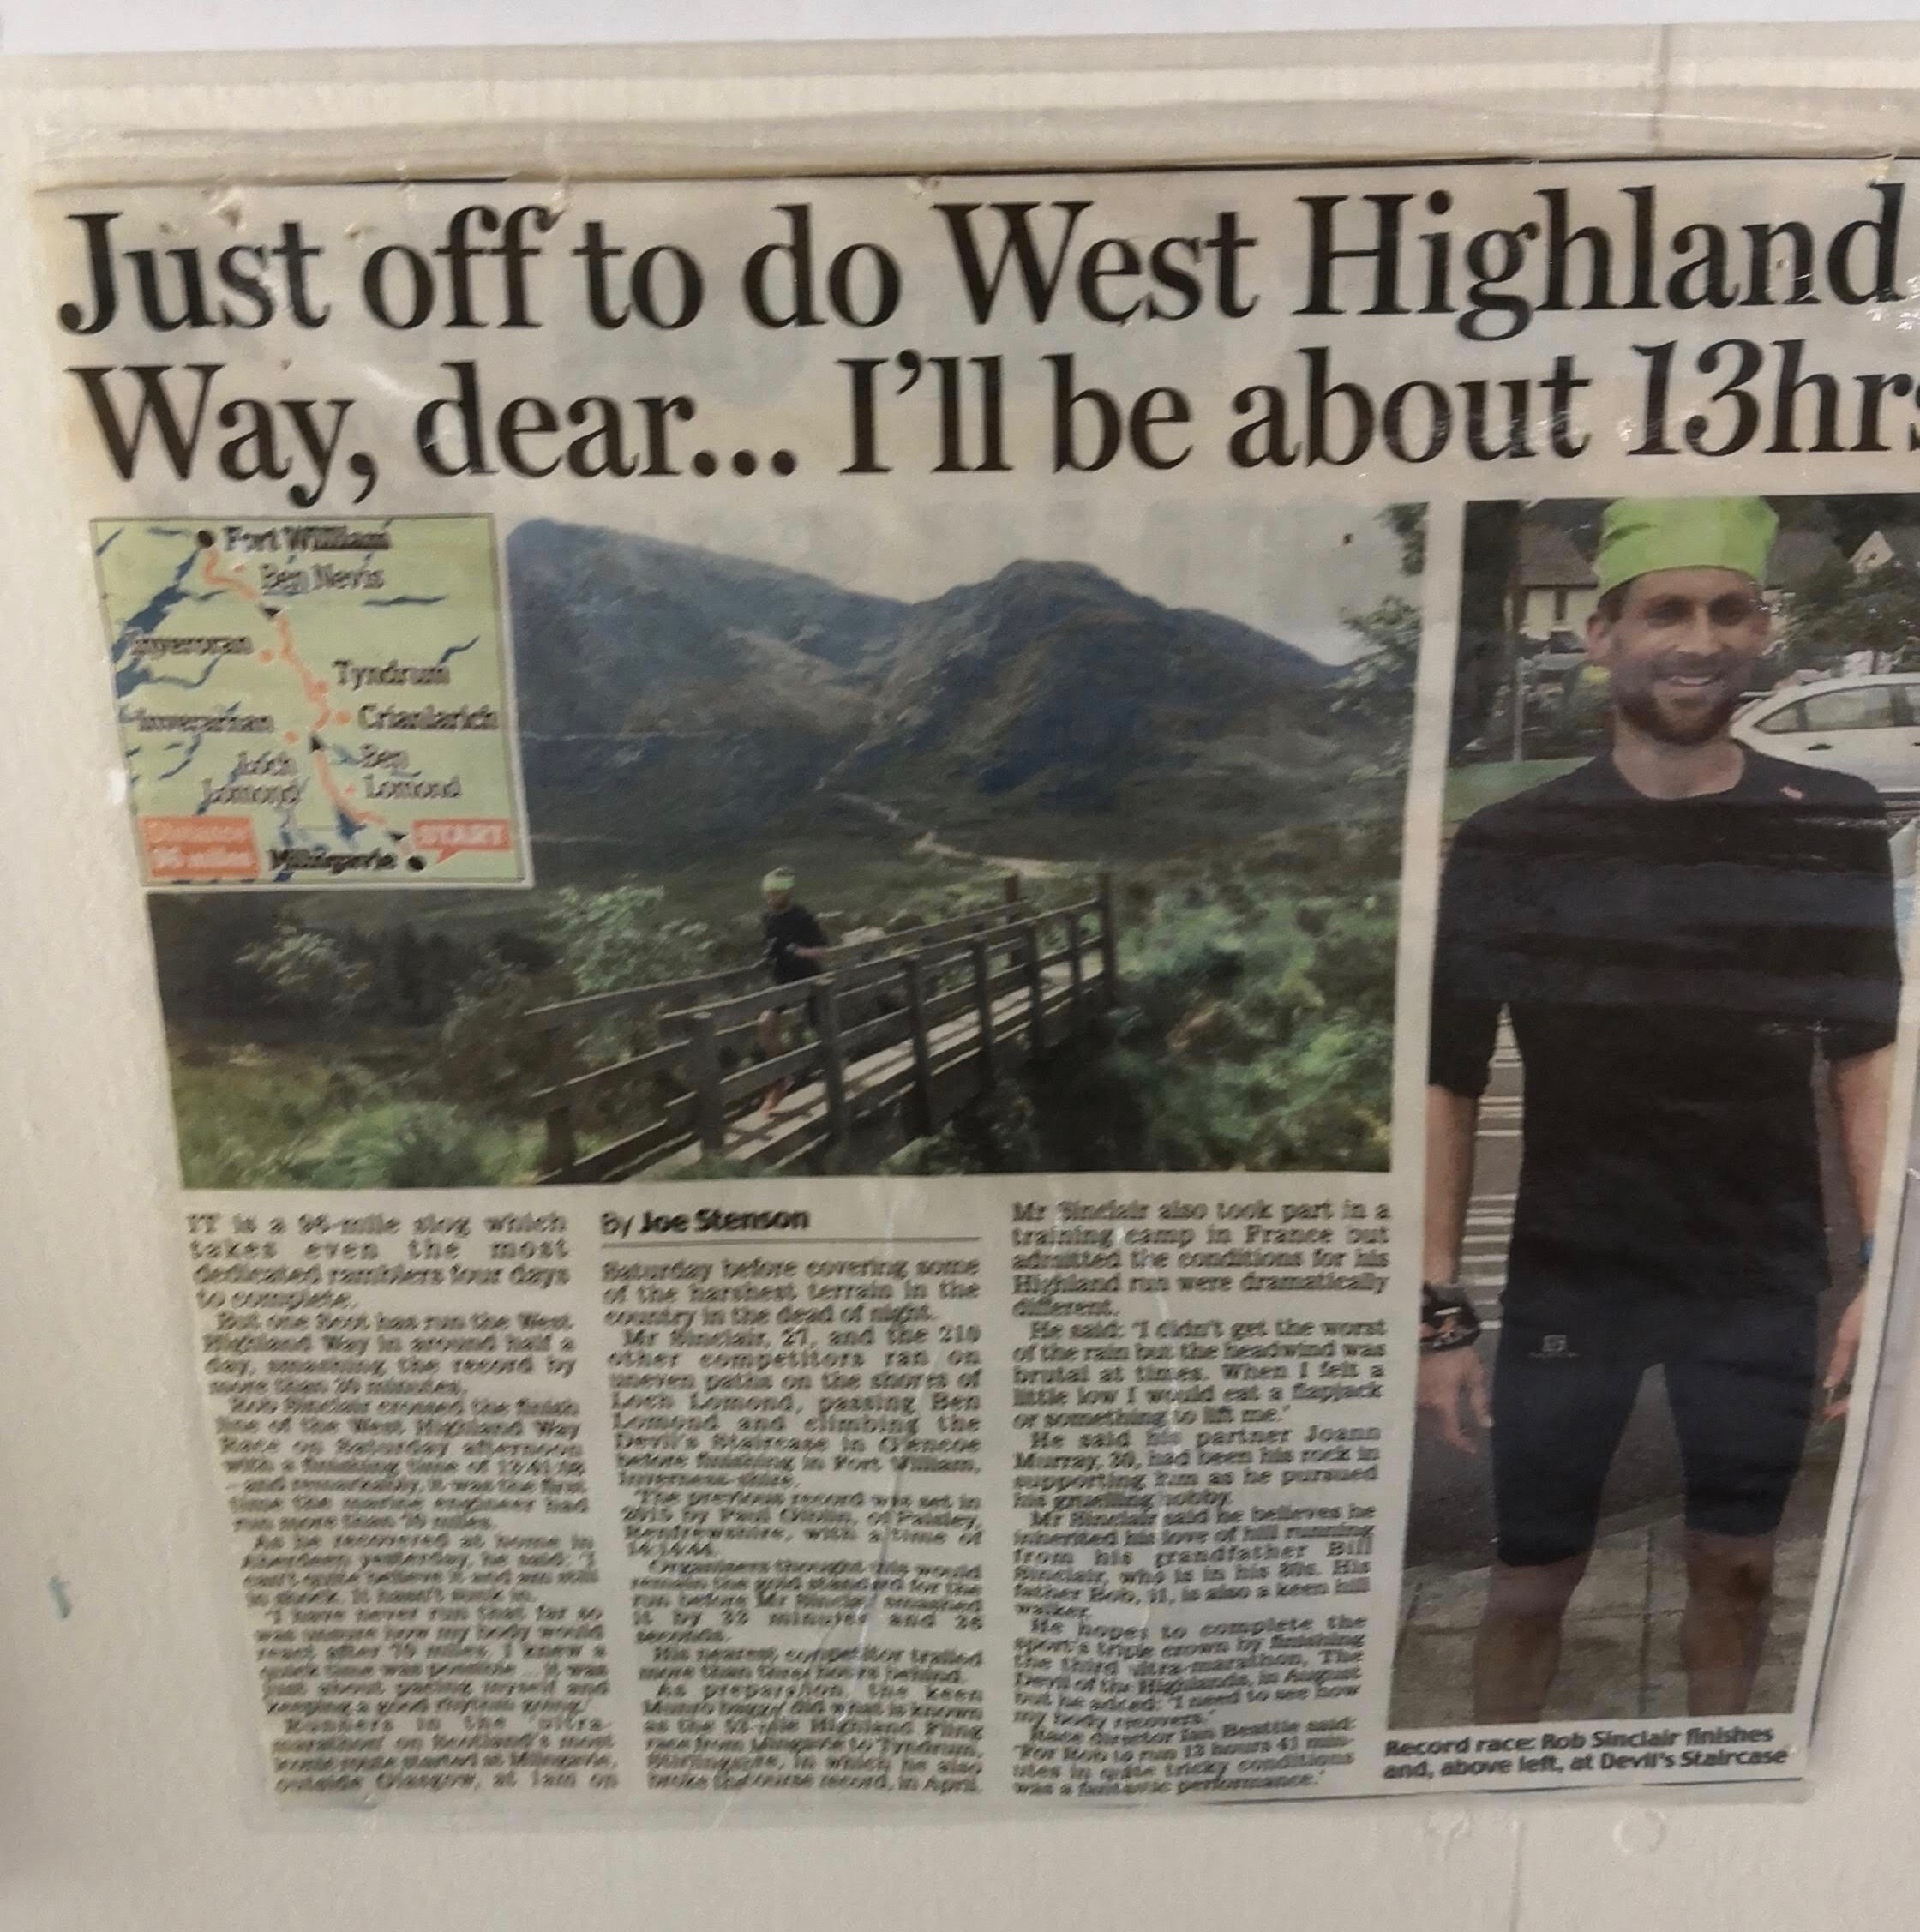 Just off to do West Highland
Way, dear... I'll be about 13hrs
Fort William
Ben Nevis
Inveroran
Tyndrum
Inverarnan
Crianlarich
Loch
Lomond
Ben
Lomond
Distance
96 miles
START
Milngavie
IT is a 96-mile slog which
takes even the most
dedicated ramblers four days
to complete.
But one Scot has run the West
Highland Way in around half a
day, smashing the record by
more than 30 minutes.
Rob Sinclair crossed the finish
line of the West Highland Way
Race on Saturday afternoon
with a finishing time of
– and remarkably, it was the first
time the marine engineer had
run more than 70 miles.
As he recovered at home in
Aberdeen yesterday, he said: 'I
can't quite believe it and am still
in shock. It hasn't sunk in.
'I have never run that far so
was unsure how my body would
react after 70 miles. I knew a
quick time was possible ... it was
just about pacing myself and
keeping a good rhythm going.'
Runners in the 'ultra-
marathon' on Scotland's most
started at Milngavie,
outside Glasgow, at 1am on
By Joe Stenson
Saturday before covering some
of the harshest terrain in the
country in the dead of night.
Mr Sinclair, 27, and the 210
other competitors ran on
uneven paths on the shores of
Loch Lomond, passing Ben
Lomond and climbing the
Devil's Staircase in Glencoe
before finishing in Fort William,
Inverness-shire.
The previous record was set in
by Paul Giblin, of Paisley,
Renfrewshire, with a time of
14:14:44.
Organisers thought this would
remain the gold standard for the
run before Mr Sinclair smashed
it by 32 minutes and 36
seconds.
His nearest competitor trailed
more than three hours behind.
As preparation, the keen
Munro bagger did what is known
as the 53-mile Highland Fling
race from Milngavie to Tyndrum,
Stirlingshire, in which he also
broke the course record, in April.
Mr Sinclair also took part in a
training camp in France but
admitted the conditions for his
Highland run were dramatically
different.
He said: 'I didn't get the worst
of the rain but the headwind was
brutal at times. When I felt a
little low I would eat a flapjack
or something to lift me.'
He said his partner Joann
Murray, 30, had been his rock in
supporting him as he pursued
his gruelling hobby.
Mr Sinclair said he believes he
inherited his love of hill running
from his grandfather Bill
Sinclair, who is in his 80s. His
father Bob, is also a keen hill
walker.
He hopes to complete the
sport's triple crown by finishing
the third ultra-marathon, The
Devil of the Highlands, in August
but he added: 'I need to see how
my body recovers.'
Race director Ian Beattie said:
'For Rob to run 13 hours 41 min-
utes in quite tricky conditions
was a fantastic performance.'
Record race: Rob Sinclair finishes
and, above left, at Devil's Staircase